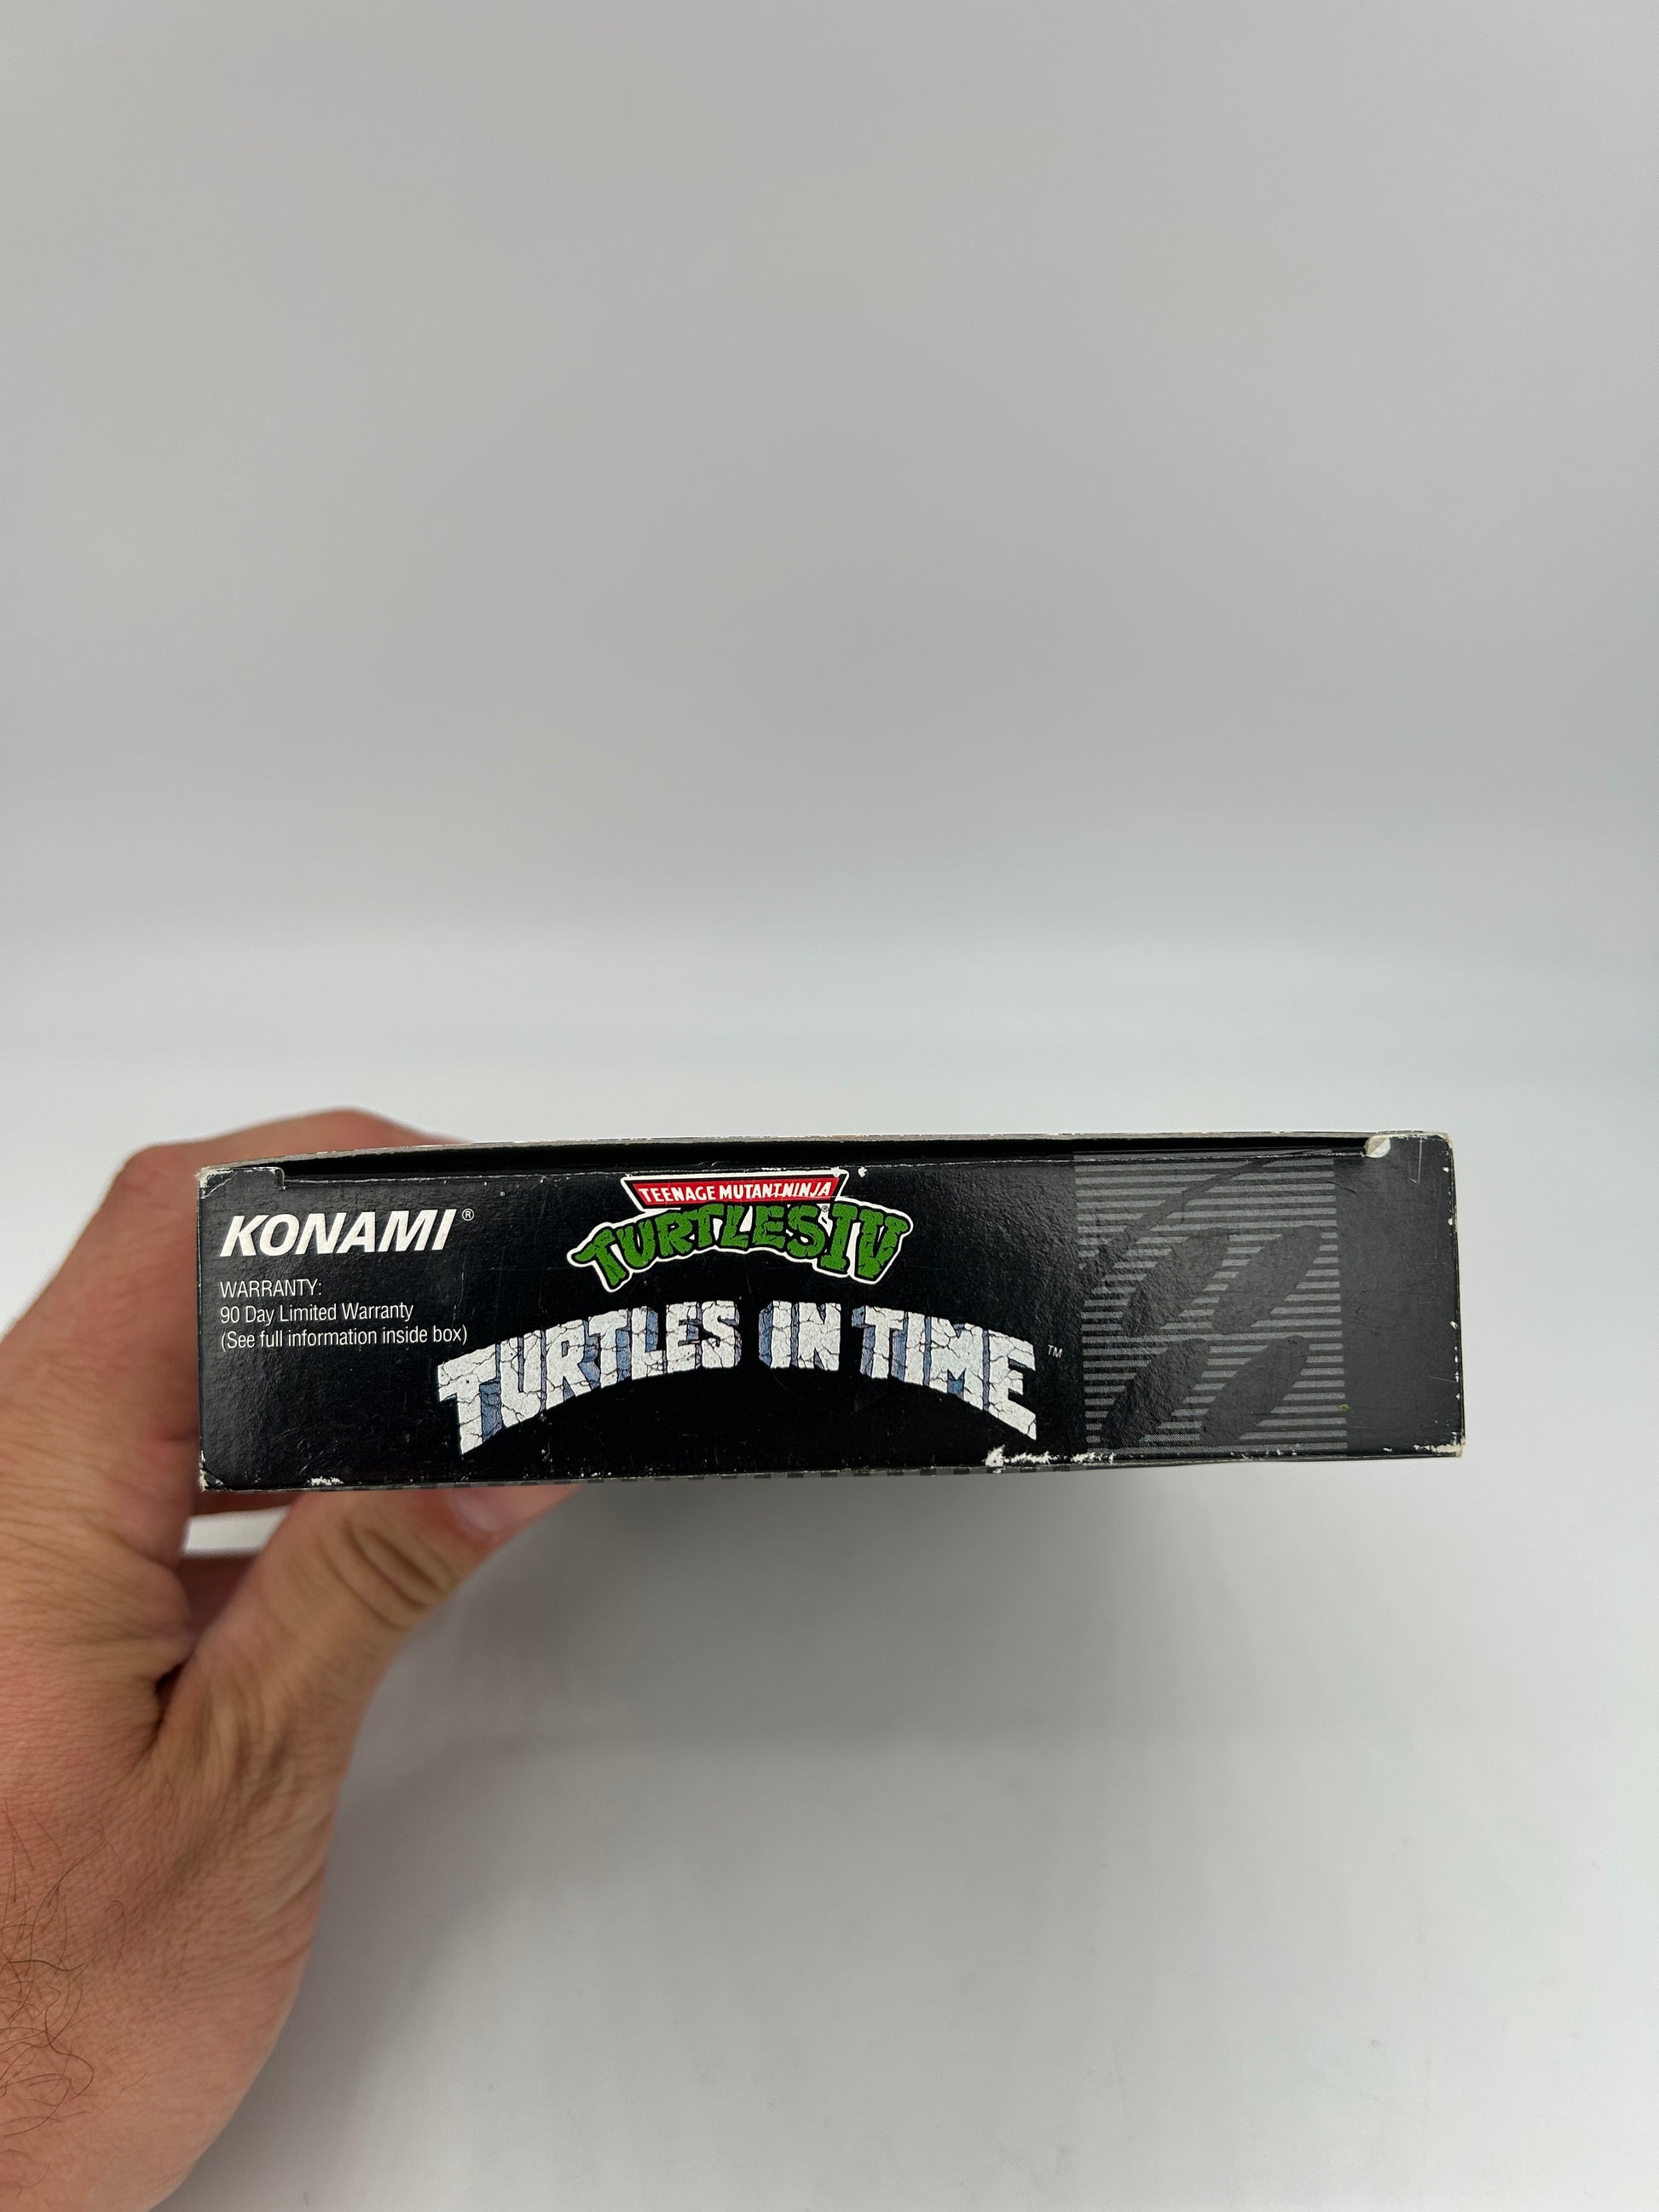 KONAMI®
WARRANTY:
90 Day Limited Warranty
(See full information inside box)
TEENAGE MUTANT NINJA
TURTLES IV
TURTLES IN TIME™